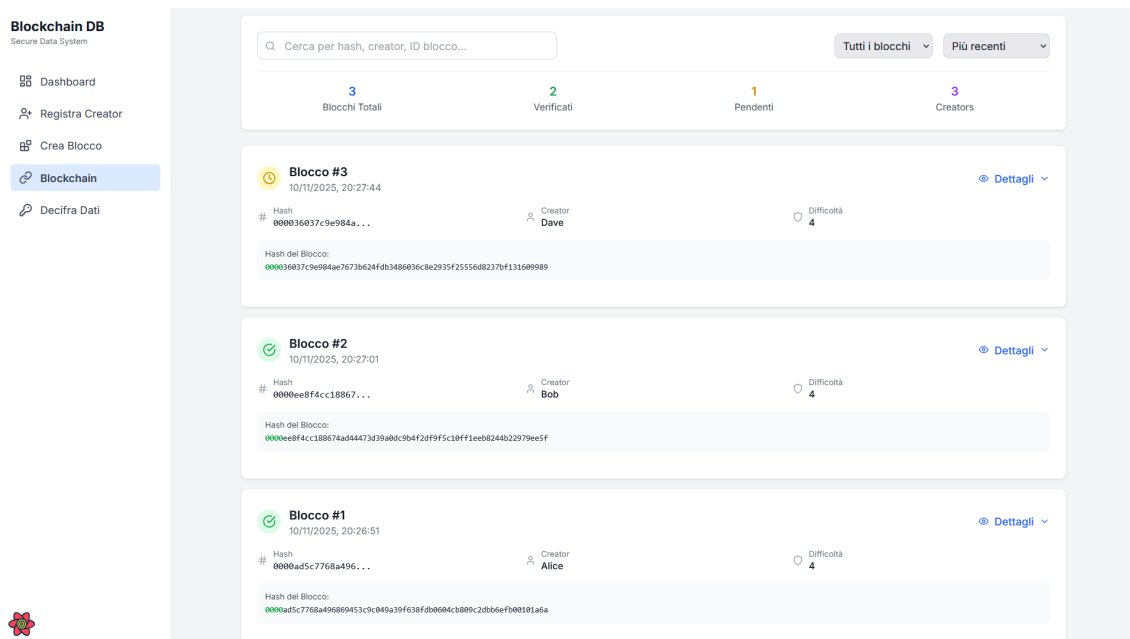 Blockchain DB
Secure Data System
Dashboard
Registra Creator
Crea Blocco
Blockchain
Decifra Dati
Cerca per hash, creator, ID blocco...
Tutti i blocchi
Più recenti
3
Blocchi Totali
2
Verificati
1
Pendenti
3
Creators
Blocco #3
10/11/2025, 20:27:44
Dettagli
Hash
000036037c9e984a...
Creator
Dave
Difficoltà
4
Hash del Blocco:
000036037c9e984ae7673b624fdb3486036c8e2935f25556d8237bf131609989
Blocco #2
10/11/2025, 20:27:01
Dettagli
Hash
0000ee8f4cc18867...
Creator
Bob
Difficoltà
4
Hash del Blocco:
0000ee8f4cc188674ad44473d39a0dc9b4f2df9f5c10ff1eeb8244b22979ee5f
Blocco #1
10/11/2025, 20:26:51
Dettagli
Hash
0000ad5c7768a496...
Creator
Alice
Difficoltà
4
Hash del Blocco:
0000ad5c7768a496869453c9c049a39f638fdb0604cb809c2dbb6efb00101a6a